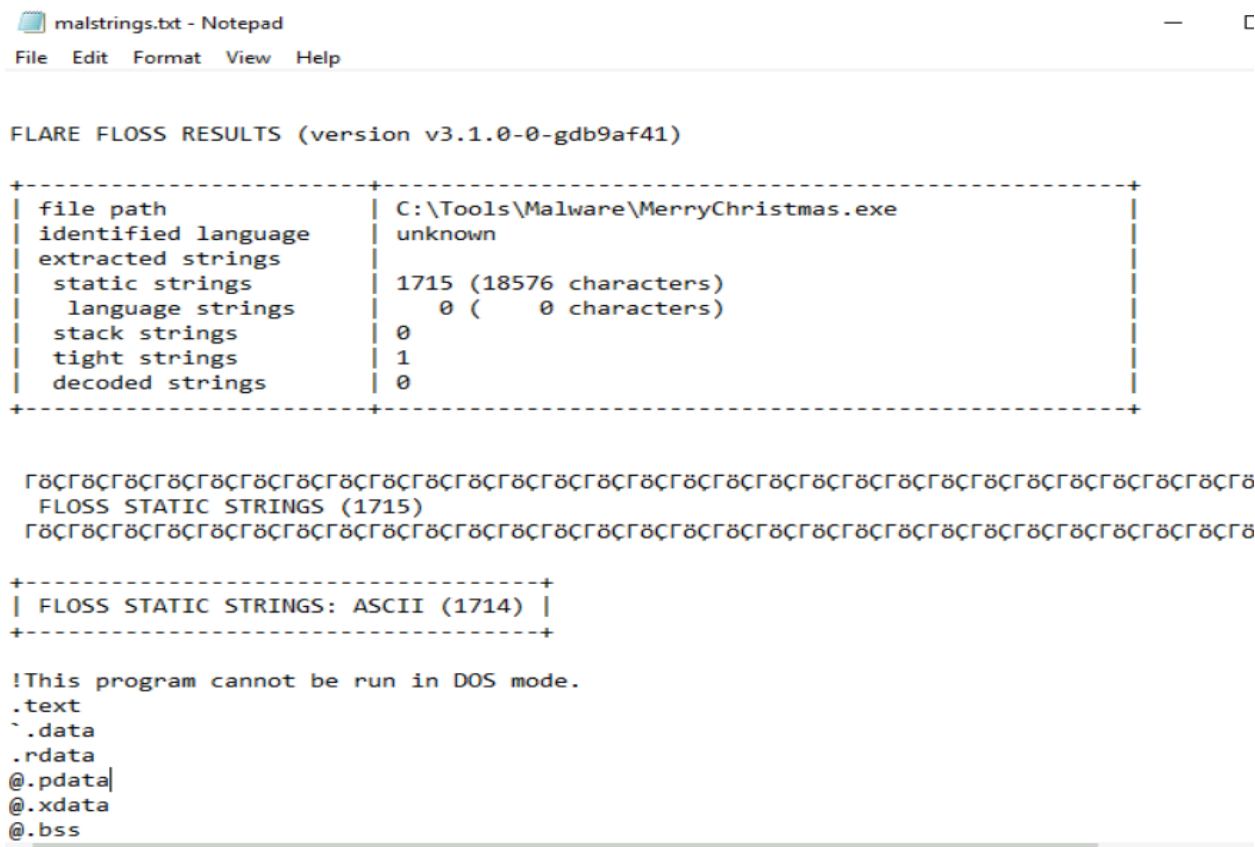 malstrings.txt - Notepad
File Edit Format View Help
FLARE FLOSS RESULTS (version v3.1.0-0-gdb9af41)
+------------------------+----------------------------------------------------+
| file path | C:\Tools\Malware\MerryChristmas.exe |
| identified language | unknown |
| extracted strings | |
| static strings | 1715 (18576 characters) |
| language strings | 0 ( 0 characters) |
| stack strings | 0 |
| tight strings | 1 |
| decoded strings | 0 |
+------------------------+----------------------------------------------------+
ΓöÇΓöÇΓöÇΓöÇΓöÇΓöÇΓöÇΓöÇΓöÇΓöÇΓöÇΓöÇΓöÇΓöÇΓöÇΓöÇΓöÇΓöÇΓöÇΓöÇΓöÇΓöÇΓöÇΓöÇΓöÇΓöÇΓöÇΓöÇΓö
FLOSS STATIC STRINGS (1715)
ΓöÇΓöÇΓöÇΓöÇΓöÇΓöÇΓöÇΓöÇΓöÇΓöÇΓöÇΓöÇΓöÇΓöÇΓöÇΓöÇΓöÇΓöÇΓöÇΓöÇΓöÇΓöÇΓöÇΓöÇΓöÇΓöÇΓöÇΓöÇΓö
+------------------------------------+
| FLOSS STATIC STRINGS: ASCII (1714) |
+------------------------------------+
!This program cannot be run in DOS mode.
.text
`.data
.rdata
@.pdata
@.xdata
@.bss